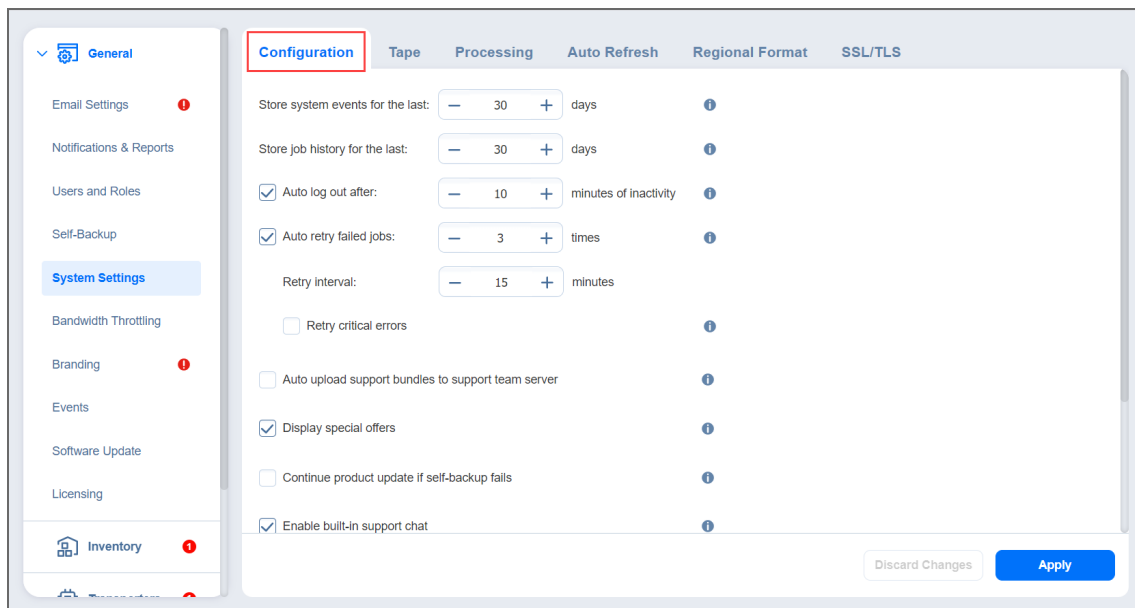 General
Email Settings
Notifications & Reports
Users and Roles
Self-Backup
System Settings
Bandwidth Throttling
Branding
Events
Software Update
Licensing
Inventory 1
Configuration Tape Processing Auto Refresh Regional Format SSL/TLS
Store system events for the last: — 30 + days
Store job history for the last: — 30 + days
Auto log out after: — 10 + minutes of inactivity
Auto retry failed jobs: — 3 + times
Retry interval: — 15 + minutes
Retry critical errors
Auto upload support bundles to support team server
Display special offers
Continue product update if self-backup fails
Enable built-in support chat
Discard Changes Apply